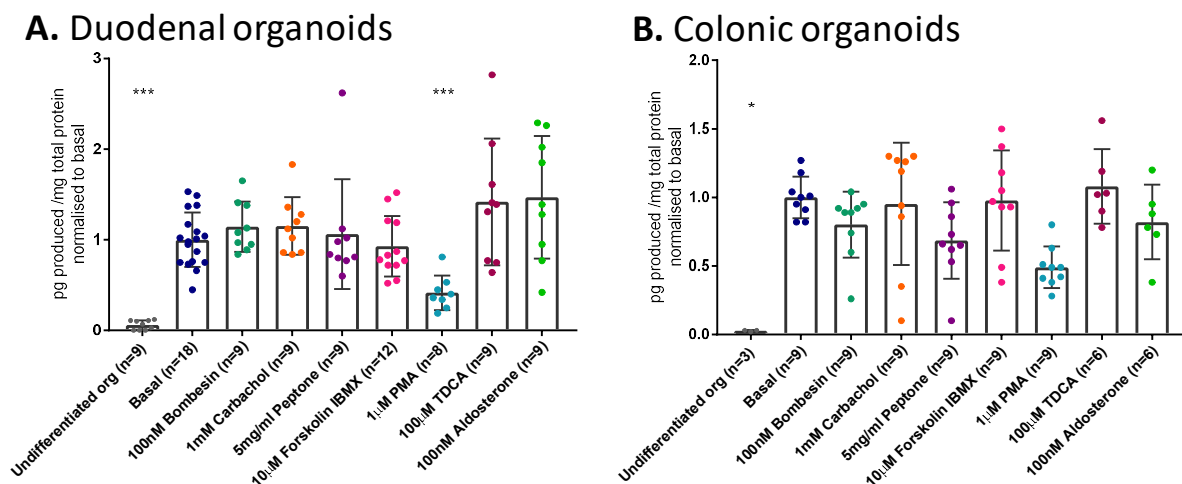 A. Duodenal organoids
pg produced /mg total protein
normalised to basal
3
2
1
0
***
***
Undifferentiated org (n=9)
Basal (n=18)
100nM Bombesin (n=9)
1mM Carbachol (n=9)
5mg/ml Peptone (n=9)
10μM Forskolin IBMX (n=12)
1μM PMA (n=8)
100μM TDCA (n=9)
100nM Aldosterone (n=9)
B. Colonic organoids
pg produced /mg total protein
normalised to basal
2.0
1.5
1.0
0.5
0.0
*
Undifferentiated org (n=3)
Basal (n=9)
100nM Bombesin (n=9)
1mM Carbachol (n=9)
5mg/ml Peptone (n=9)
10μM Forskolin IBMX (n=9)
1μM PMA (n=9)
100μM TDCA (n=6)
100nM Aldosterone (n=6)